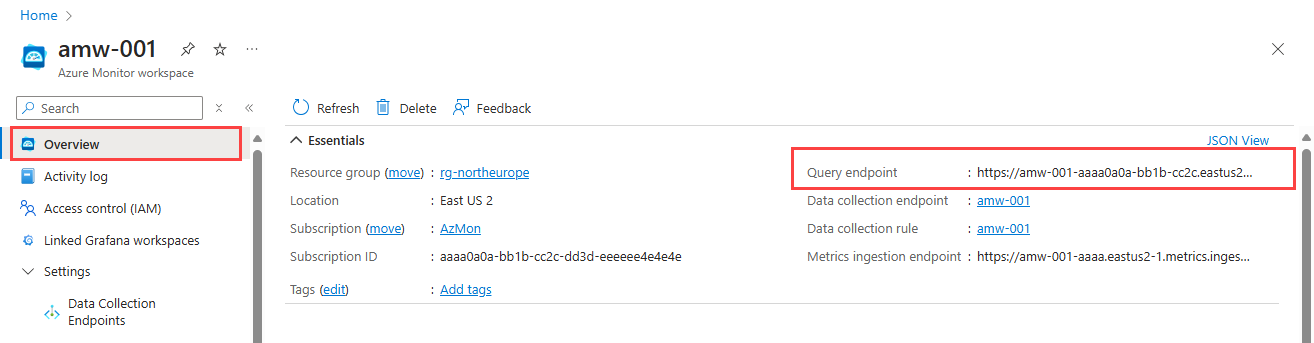 Home >
amw-001 ...
Azure Monitor workspace
Search
Overview
Activity log
Access control (IAM)
Linked Grafana workspaces
Settings
Data Collection
Endpoints
Refresh Delete Feedback
Essentials JSON View
Resource group (move) : rg-northeurope
Location : East US 2
Subscription (move) : AzMon
Subscription ID : aaaa0a0a-bb1b-cc2c-dd3d-eeeeee4e4e4e
Tags (edit) : Add tags
Query endpoint : https://amw-001-aaaa0a0a-bb1b-cc2c.eastus2...
Data collection endpoint : amw-001
Data collection rule : amw-001
Metrics ingestion endpoint : https://amw-001-aaaa.eastus2-1.metrics.inges...